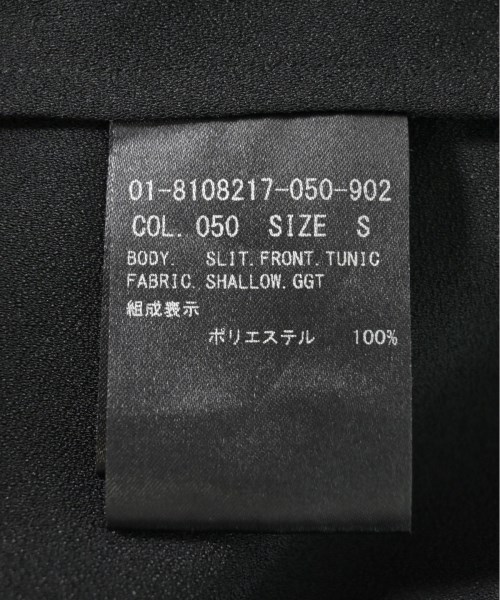 01-8108217-050-902
COL. 050 SIZE S
BODY. SLIT.FRONT.TUNIC
FABRIC. SHALLOW.GGT
組成表示
ポリエステル 100%